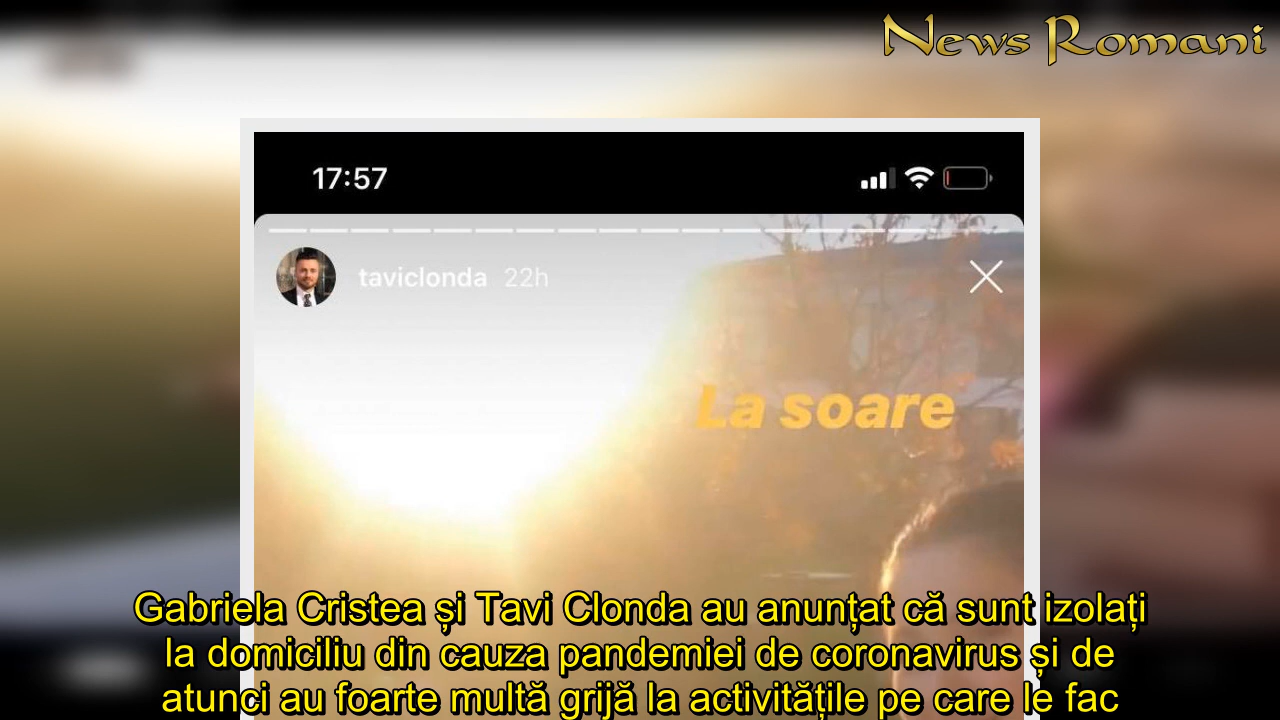 News Romani
17:57
taviclonda 22h
La soare
Gabriela Cristea și Tavi Clonda au anunțat că sunt izolați
la domiciliu din cauza pandemiei de coronavirus și de
atunci au foarte multă grijă la activitățile pe care le fac